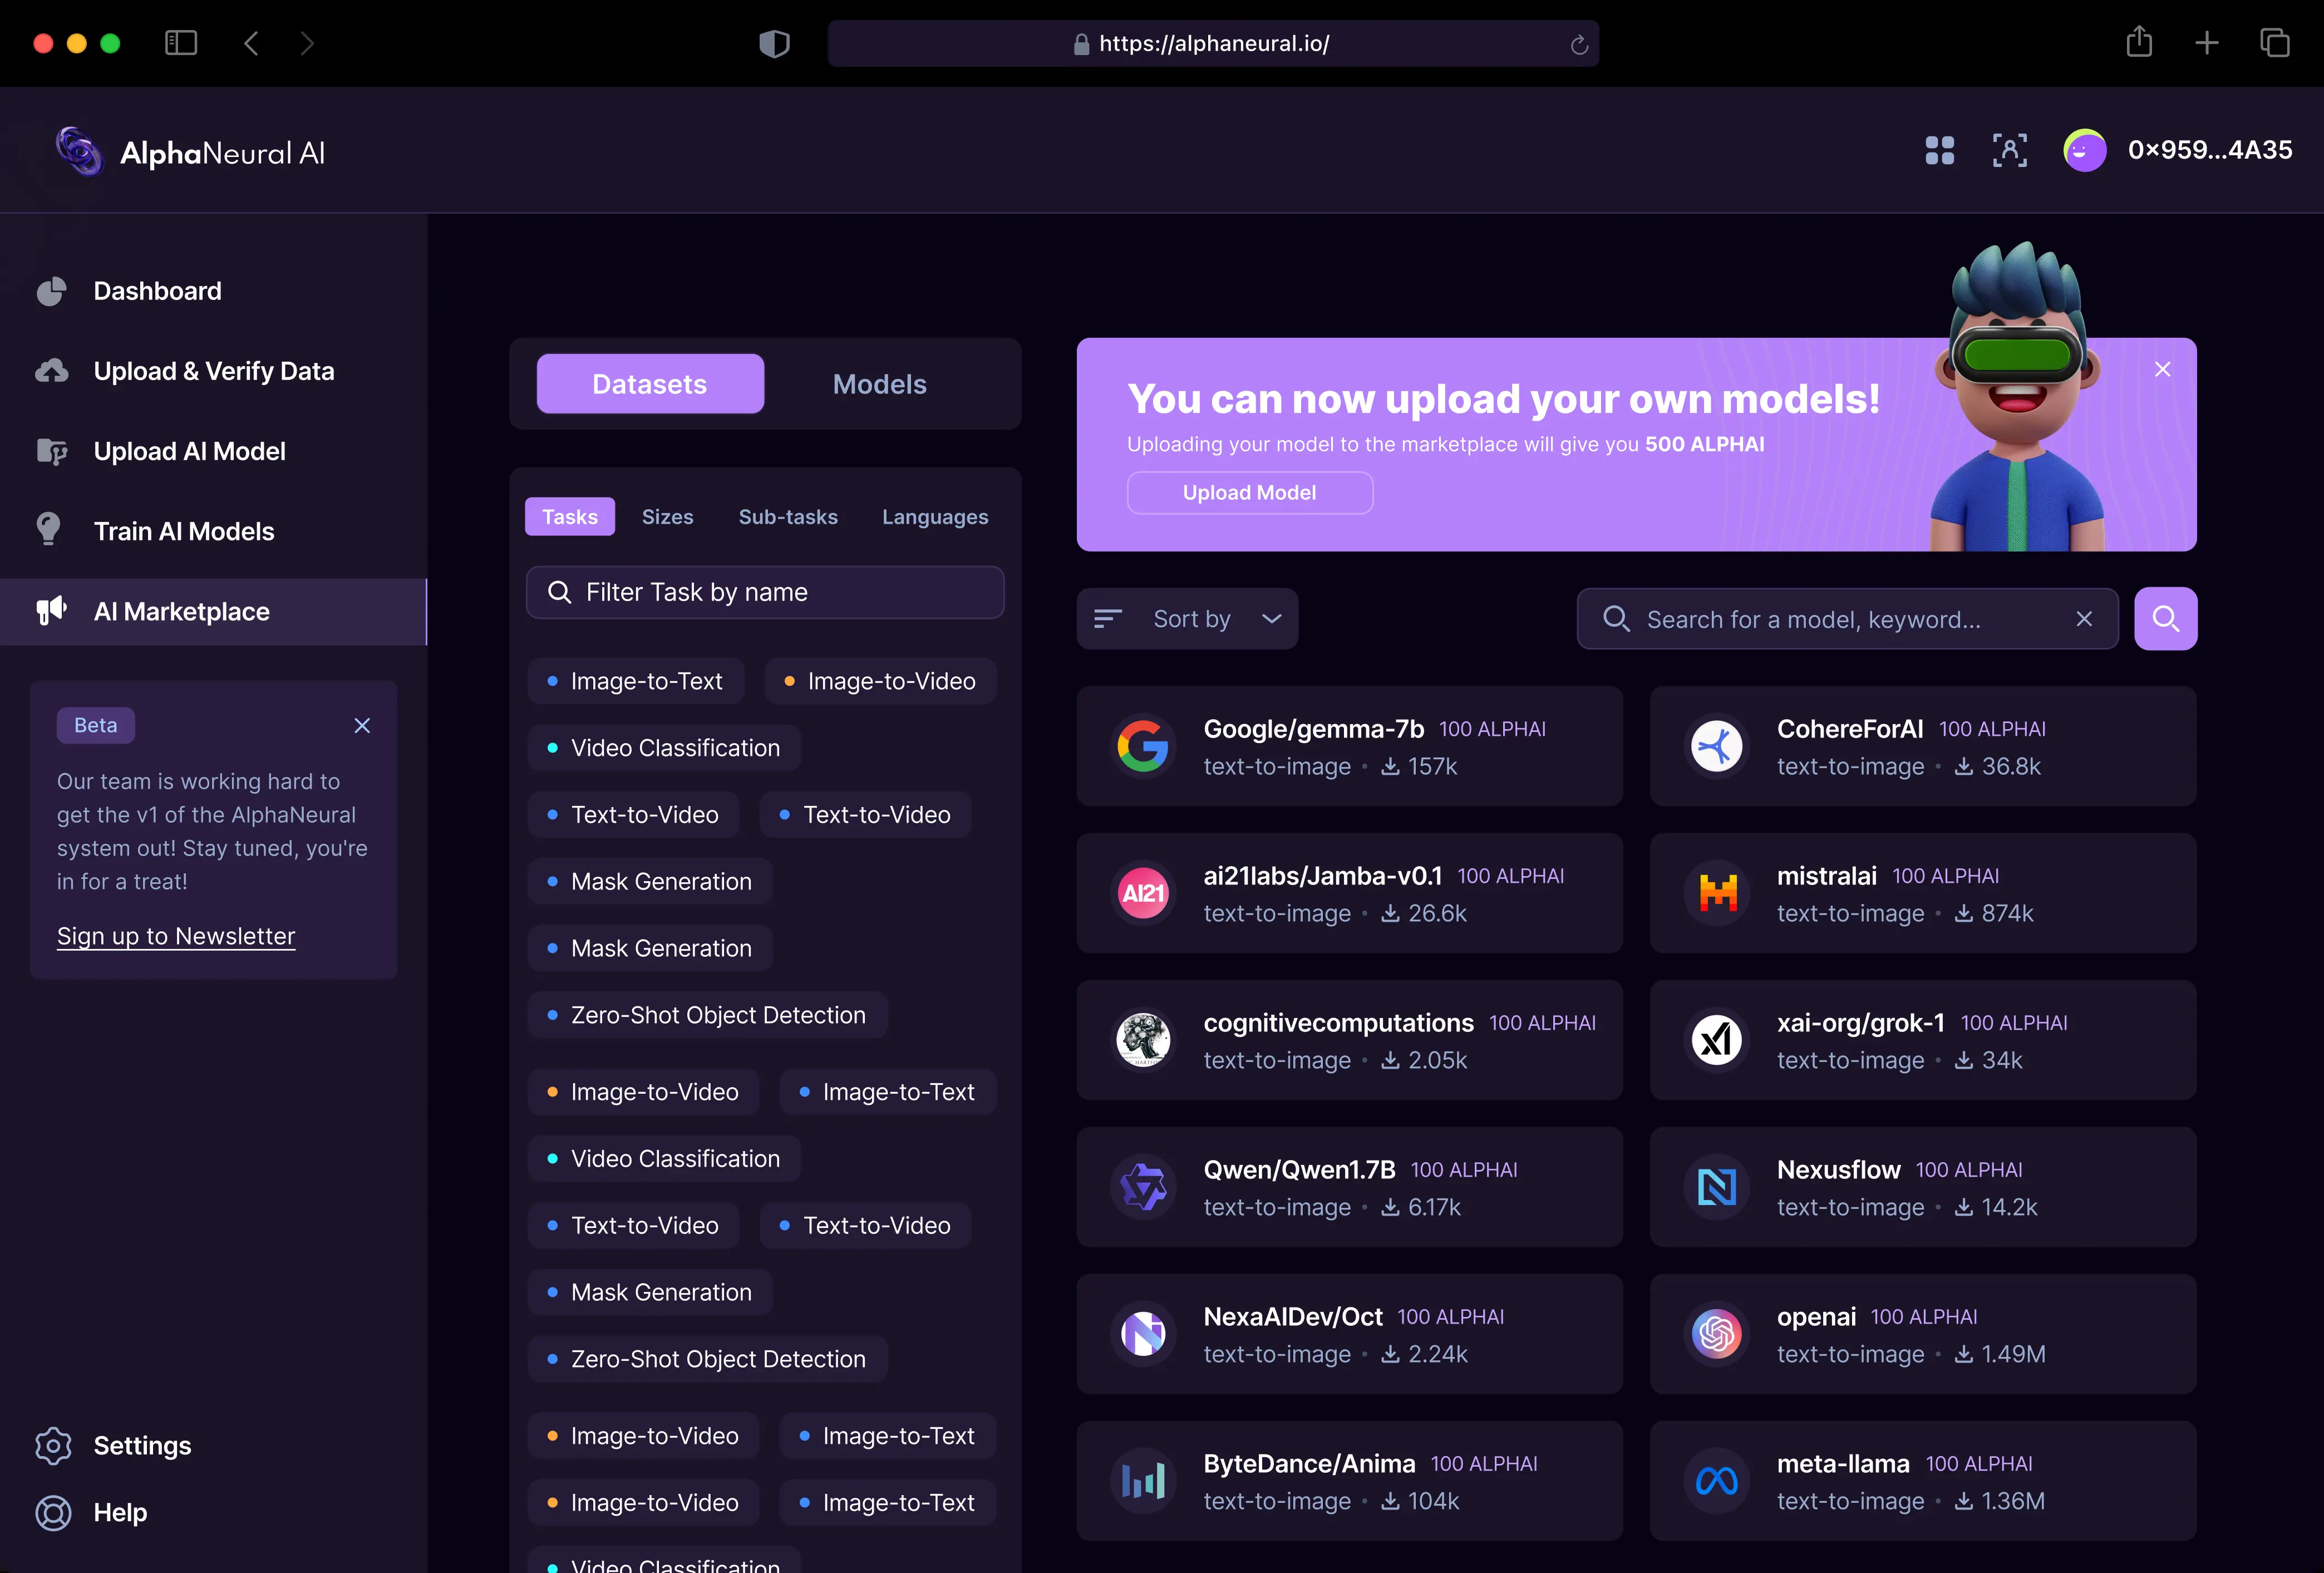 https://alphaneural.io/
AlphaNeural AI
0×959...4A35
Dashboard
Upload & Verify Data
Upload AI Model
Train AI Models
AI Marketplace
Beta
Our team is working hard to
get the v1 of the AlphaNeural
system out! Stay tuned, you're
in for a treat!
Sign up to Newsletter
Settings
Help
Datasets Models
Tasks Sizes Sub-tasks Languages
Filter Task by name
Image-to-Text Image-to-Video
Video Classification
Text-to-Video Text-to-Video
Mask Generation
Mask Generation
Zero-Shot Object Detection
Image-to-Video Image-to-Text
Video Classification
Text-to-Video Text-to-Video
Mask Generation
Zero-Shot Object Detection
Image-to-Video Image-to-Text
Image-to-Video Image-to-Text
Video Classification
You can now upload your own models!
Uploading your model to the marketplace will give you 500 ALPHAI
Upload Model
Sort by
Search for a model, keyword...
Google/gemma-7b 100 ALPHAI
text-to-image • 157k
CohereForAI 100 ALPHAI
text-to-image • 36.8k
AI21
ai21labs/Jamba-v0.1 100 ALPHAI
text-to-image • 26.6k
mistralai 100 ALPHAI
text-to-image • 874k
cognitivecomputations 100 ALPHAI
text-to-image • 2.05k
xai-org/grok-1 100 ALPHAI
text-to-image • 34k
Qwen/Qwen1.7B 100 ALPHAI
text-to-image • 6.17k
Nexusflow 100 ALPHAI
text-to-image • 14.2k
NexaAIDev/Oct 100 ALPHAI
text-to-image • 2.24k
openai 100 ALPHAI
text-to-image • 1.49M
ByteDance/Anima 100 ALPHAI
text-to-image • 104k
meta-llama 100 ALPHAI
text-to-image • 1.36M